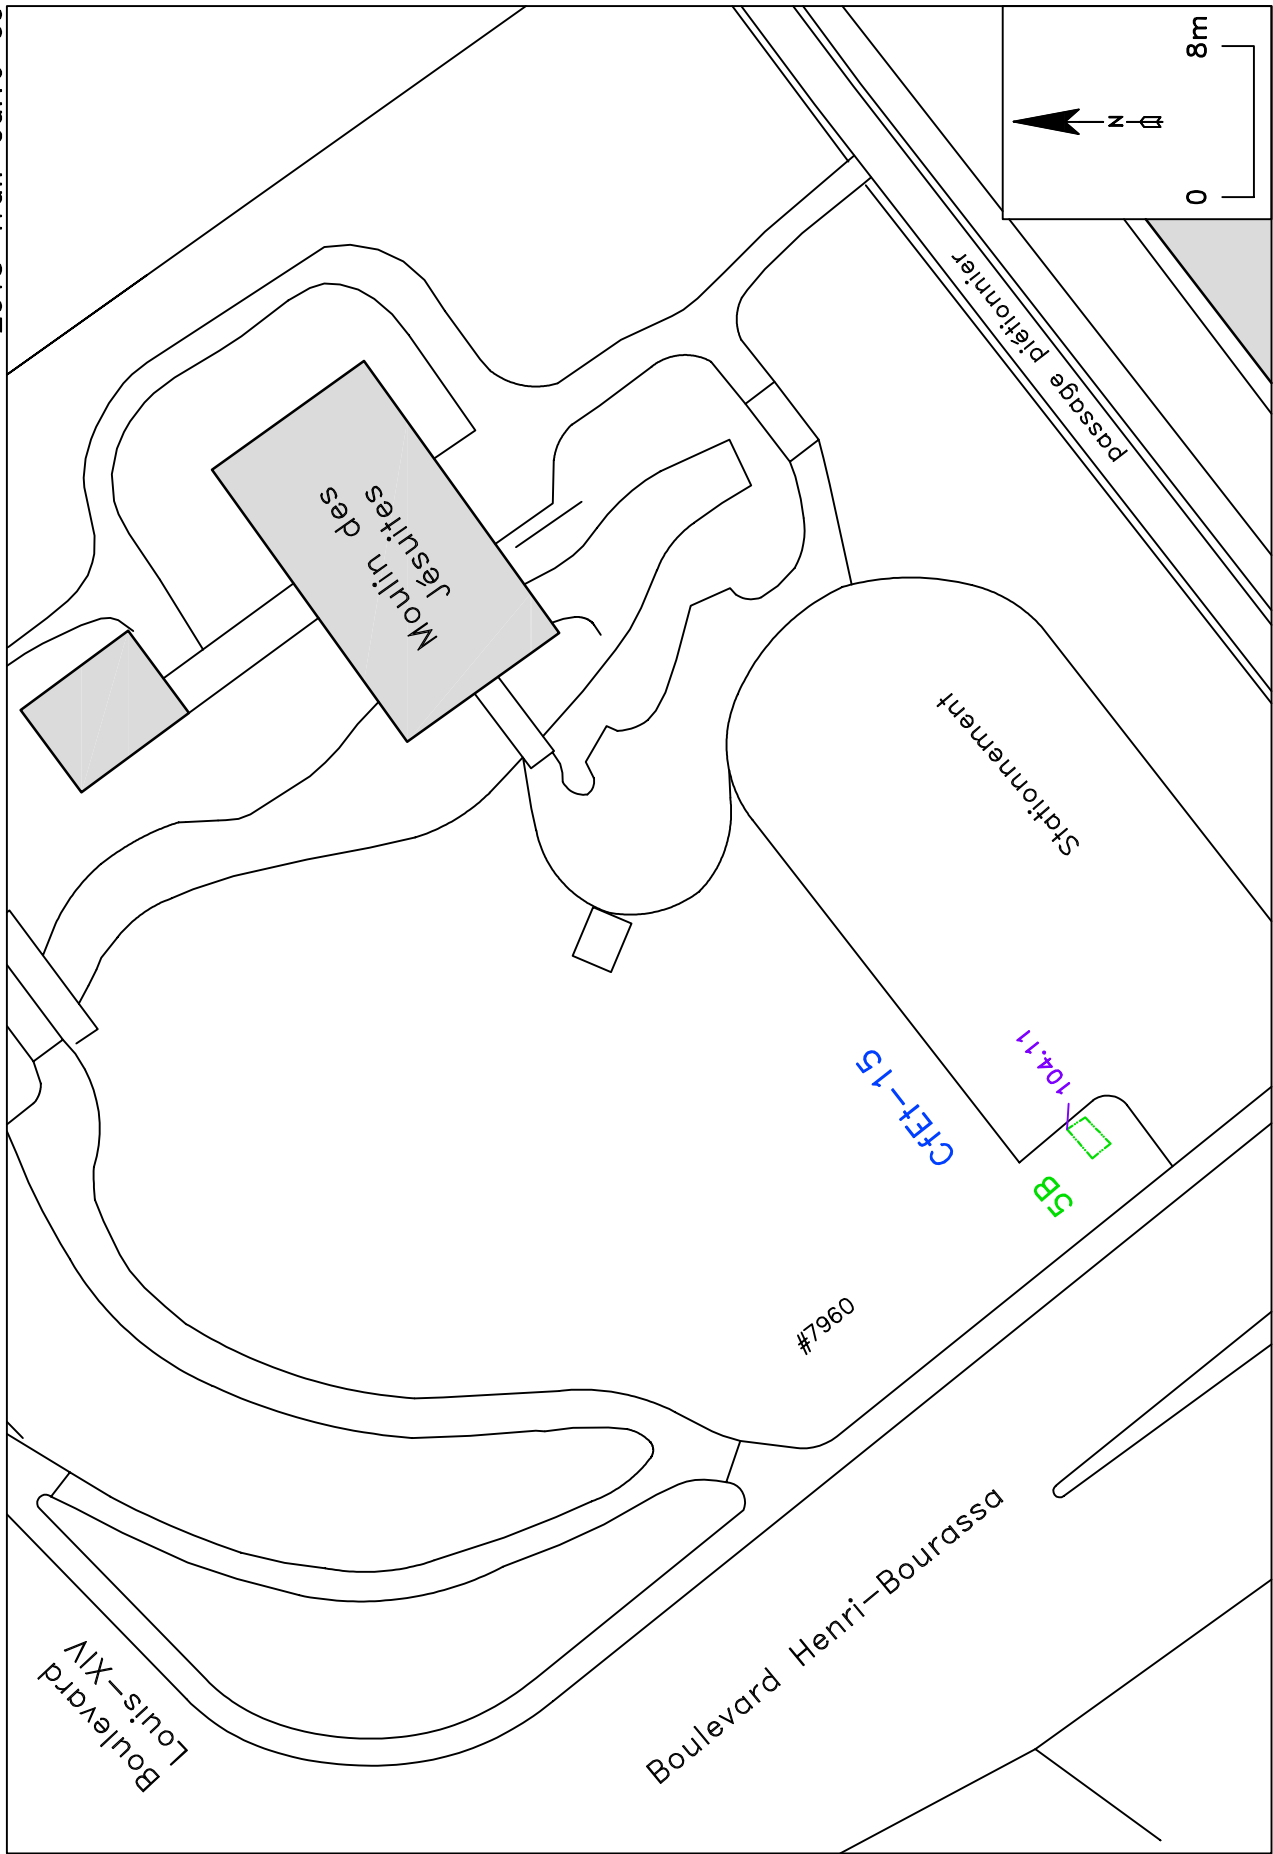 8m
N
0
passage piétionnier
Moulin des
Jésuites
Stationnement
104.11
CfEt-15
5B
#7960
Boulevard Henri-Bourassa
Boulevard
Louis-XIV